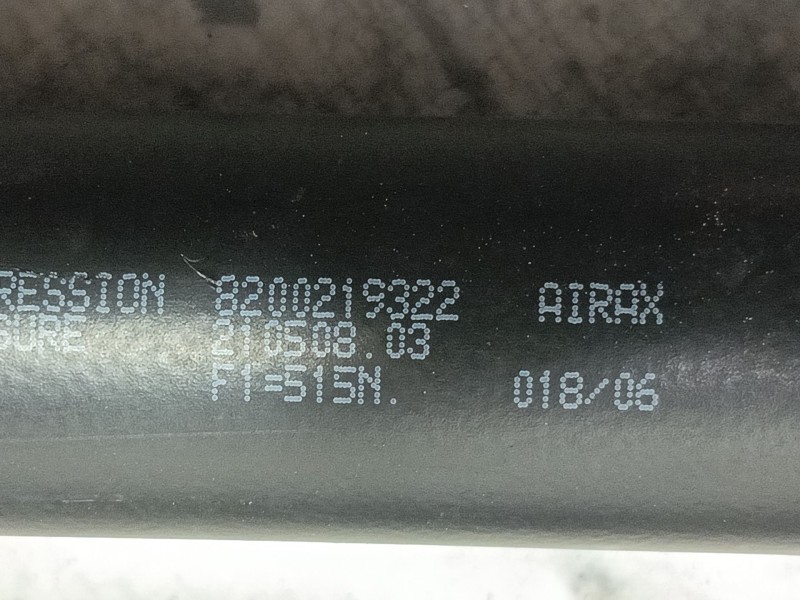 RESSION 8200219322 AIRAX
SURE 210508.03
F1=515N. 018/06